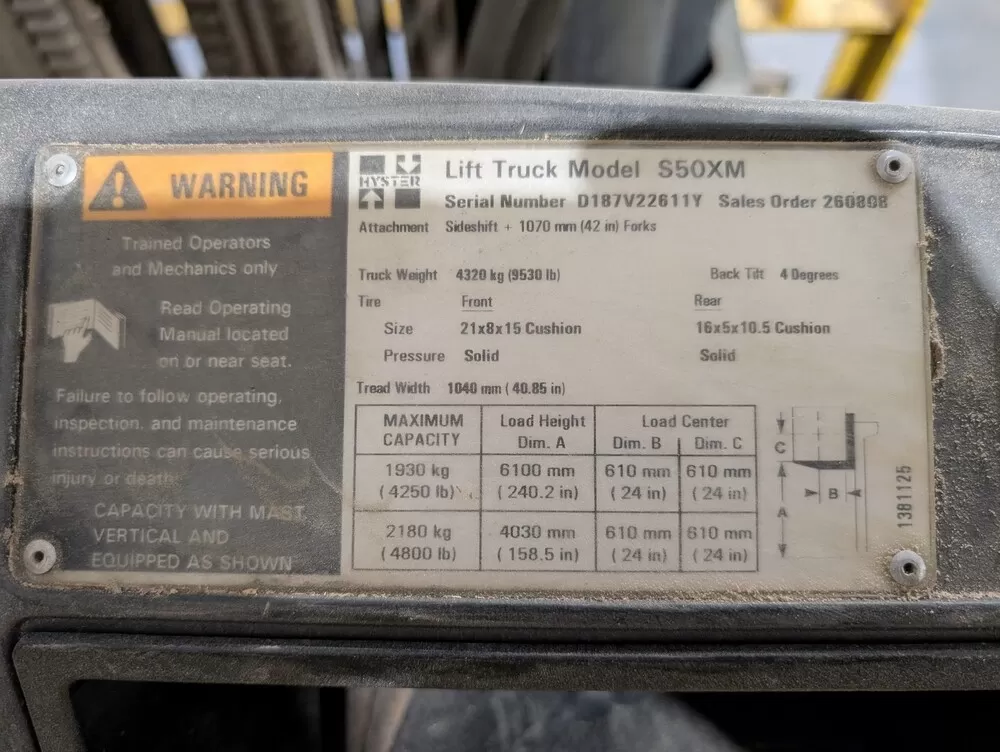 WARNING
Trained Operators
and Mechanics only
Read Operating
Manual located
on or near seat.
Failure to follow operating,
inspection, and maintenance
instructions can cause serious
injury or death.
CAPACITY WITH MAST
VERTICAL AND
EQUIPPED AS SHOWN
HYSTER
Lift Truck Model S50XM
Serial Number D187V22611Y Sales Order 260898
Attachment Sideshift + 1070 mm (42 in) Forks
Truck Weight 4320 kg (9530 lb) Back Tilt 4 Degrees
Tire Front Rear
Size 21x8x15 Cushion 16x5x10.5 Cushion
Pressure Solid Solid
Tread Width 1040 mm ( 40.85 in)
MAXIMUM CAPACITY Load Height Dim. A Load Center Dim. B Dim. C
1930 kg 6100 mm 610 mm 610 mm
( 4250 lb) ( 240.2 in) ( 24 in) ( 24 in)
2180 kg 4030 mm 610 mm 610 mm
( 4800 lb) ( 158.5 in) ( 24 in) ( 24 in)
C
B
A
1381125